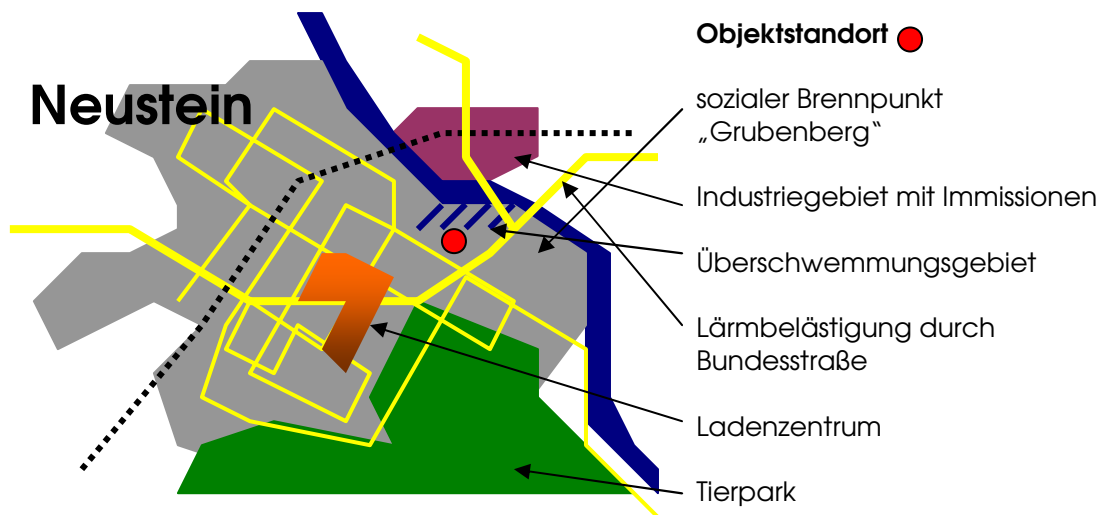 Objektstandort
Neustein
sozialer Brennpunkt
„Grubenberg“
Industriegebiet mit Immissionen
Überschwemmungsgebiet
Lärmbelästigung durch
Bundesstraße
Ladenzentrum
Tierpark